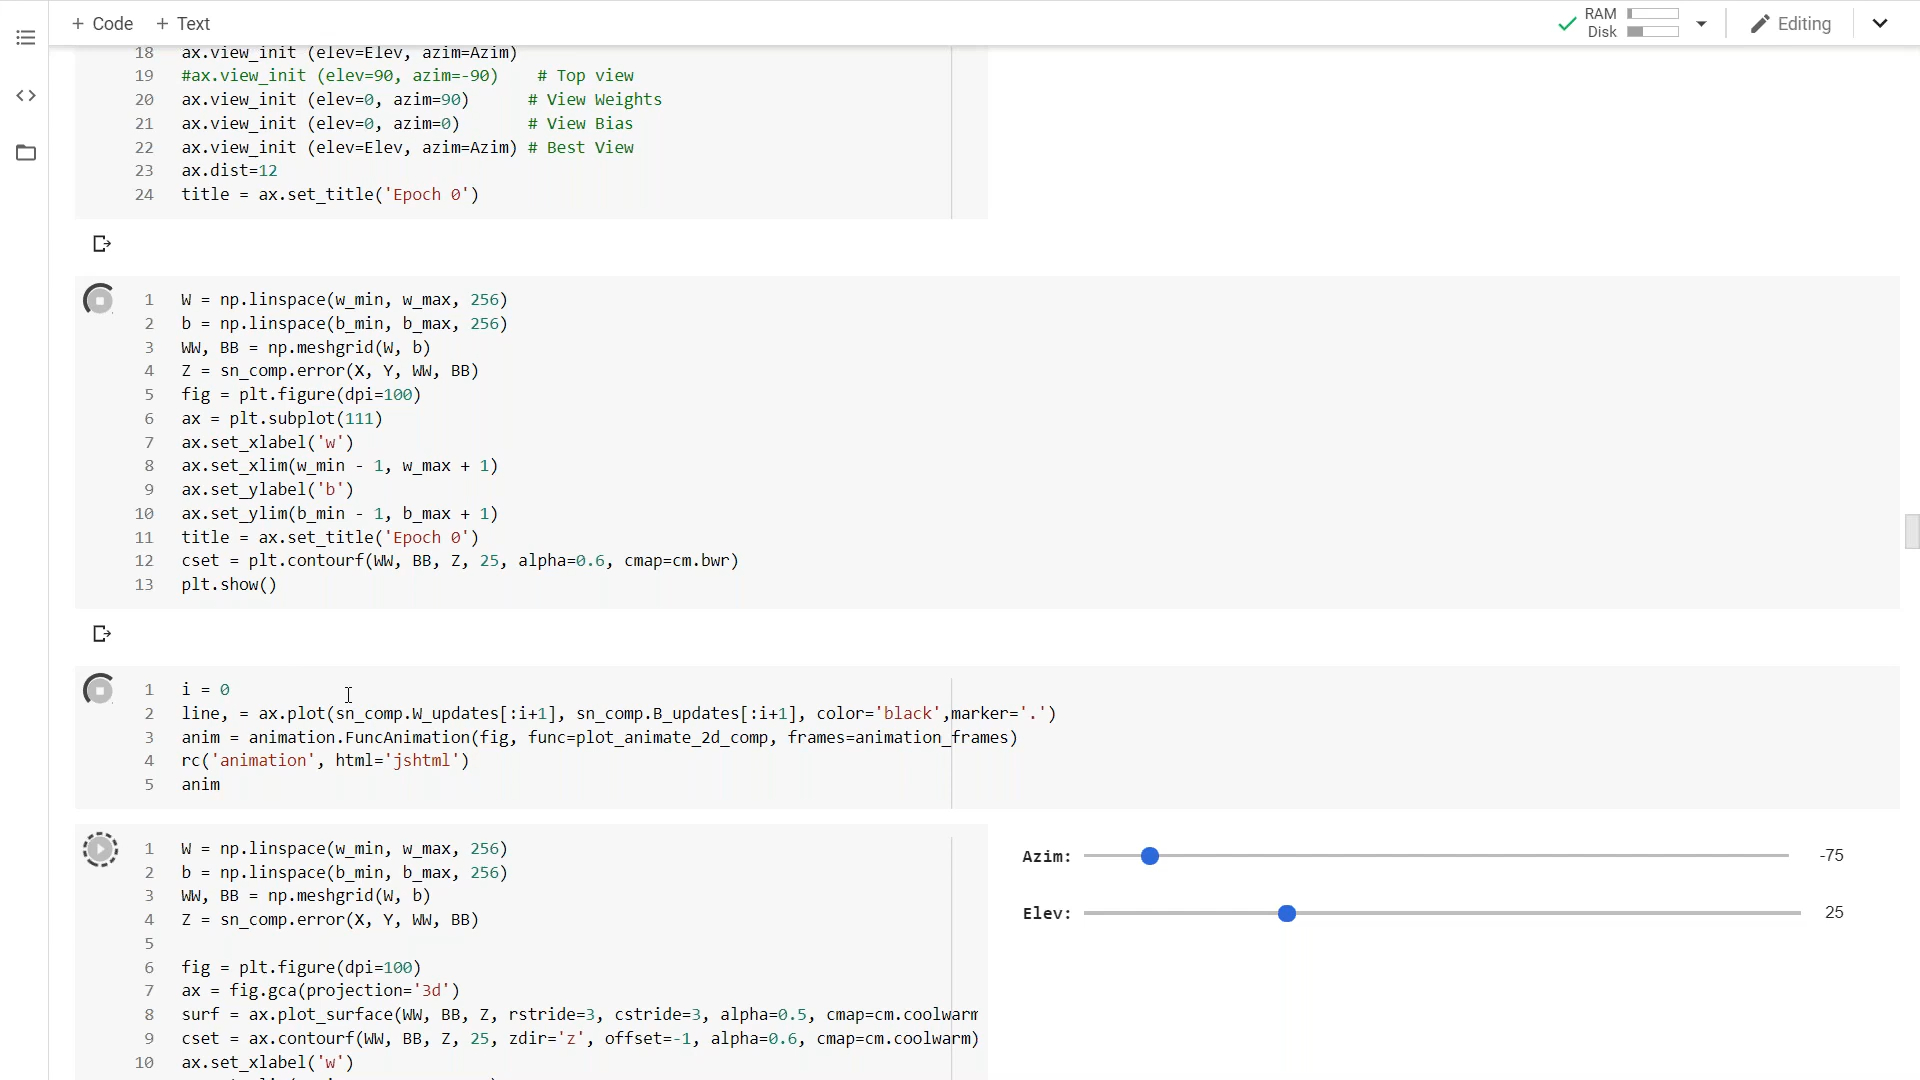 + Code + Text
RAM
Disk
Editing
18 ax.view_init (elev=Elev, azim=Azim)
19 #ax.view_init (elev=90, azim=-90) # Top view
20 ax.view_init (elev=0, azim=90) # View Weights
21 ax.view_init (elev=0, azim=0) # View Bias
22 ax.view_init (elev=Elev, azim=Azim) # Best View
23 ax.dist=12
24 title = ax.set_title('Epoch 0')
1 W = np.linspace(w_min, w_max, 256)
2 b = np.linspace(b_min, b_max, 256)
3 WW, BB = np.meshgrid(W, b)
4 Z = sn_comp.error(X, Y, WW, BB)
5 fig = plt.figure(dpi=100)
6 ax = plt.subplot(111)
7 ax.set_xlabel('w')
8 ax.set_xlim(w_min - 1, w_max + 1)
9 ax.set_ylabel('b')
10 ax.set_ylim(b_min - 1, b_max + 1)
11 title = ax.set_title('Epoch 0')
12 cset = plt.contourf(WW, BB, Z, 25, alpha=0.6, cmap=cm.bwr)
13 plt.show()
1 i = 0
2 line, = ax.plot(sn_comp.W_updates[:i+1], sn_comp.B_updates[:i+1], color='black',marker='.')
3 anim = animation.FuncAnimation(fig, func=plot_animate_2d_comp, frames=animation_frames)
4 rc('animation', html='jshtml')
5 anim
1 W = np.linspace(w_min, w_max, 256)
2 b = np.linspace(b_min, b_max, 256)
3 WW, BB = np.meshgrid(W, b)
4 Z = sn_comp.error(X, Y, WW, BB)
5
6 fig = plt.figure(dpi=100)
7 ax = fig.gca(projection='3d')
8 surf = ax.plot_surface(WW, BB, Z, rstride=3, cstride=3, alpha=0.5, cmap=cm.coolwarm
9 cset = ax.contourf(WW, BB, Z, 25, zdir='z', offset=-1, alpha=0.6, cmap=cm.coolwarm)
10 ax.set_xlabel('w')
Azim: -75
Elev: 25